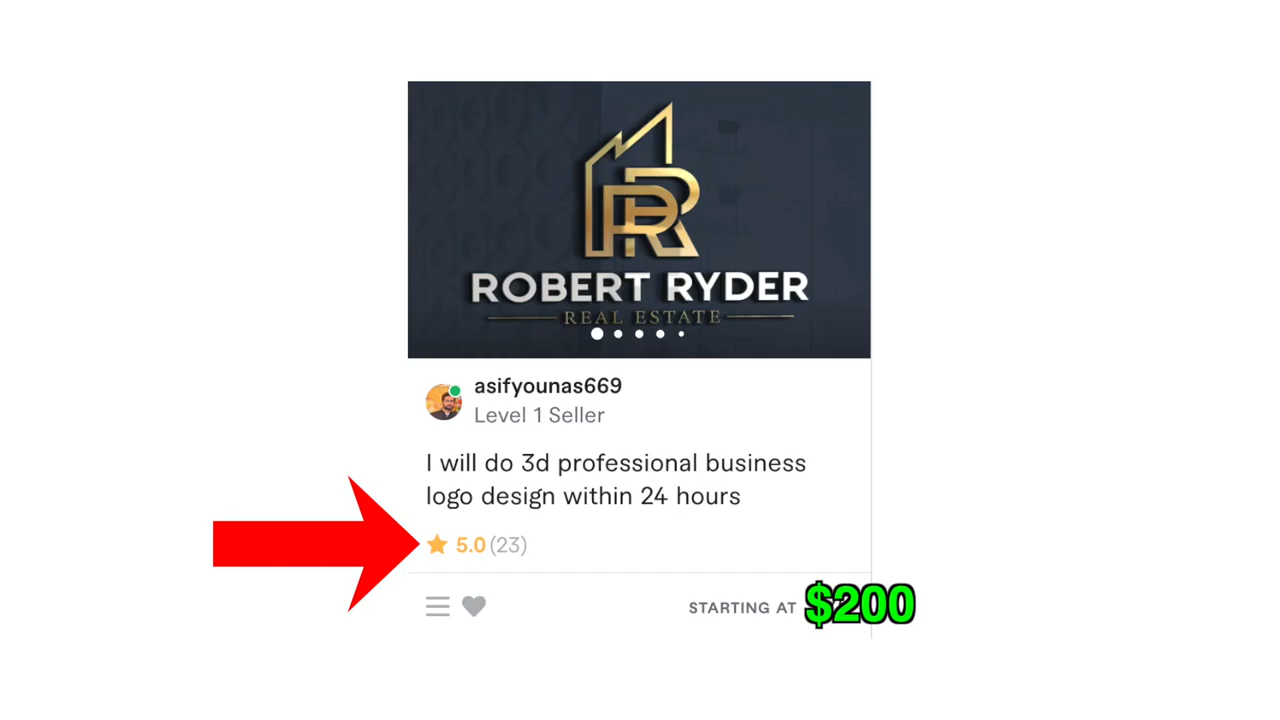 ROBERT RYDER
REAL ESTATE
asifyounas669
Level 1 Seller
I will do 3d professional business
logo design within 24 hours
5.0 (23)
STARTING AT $200